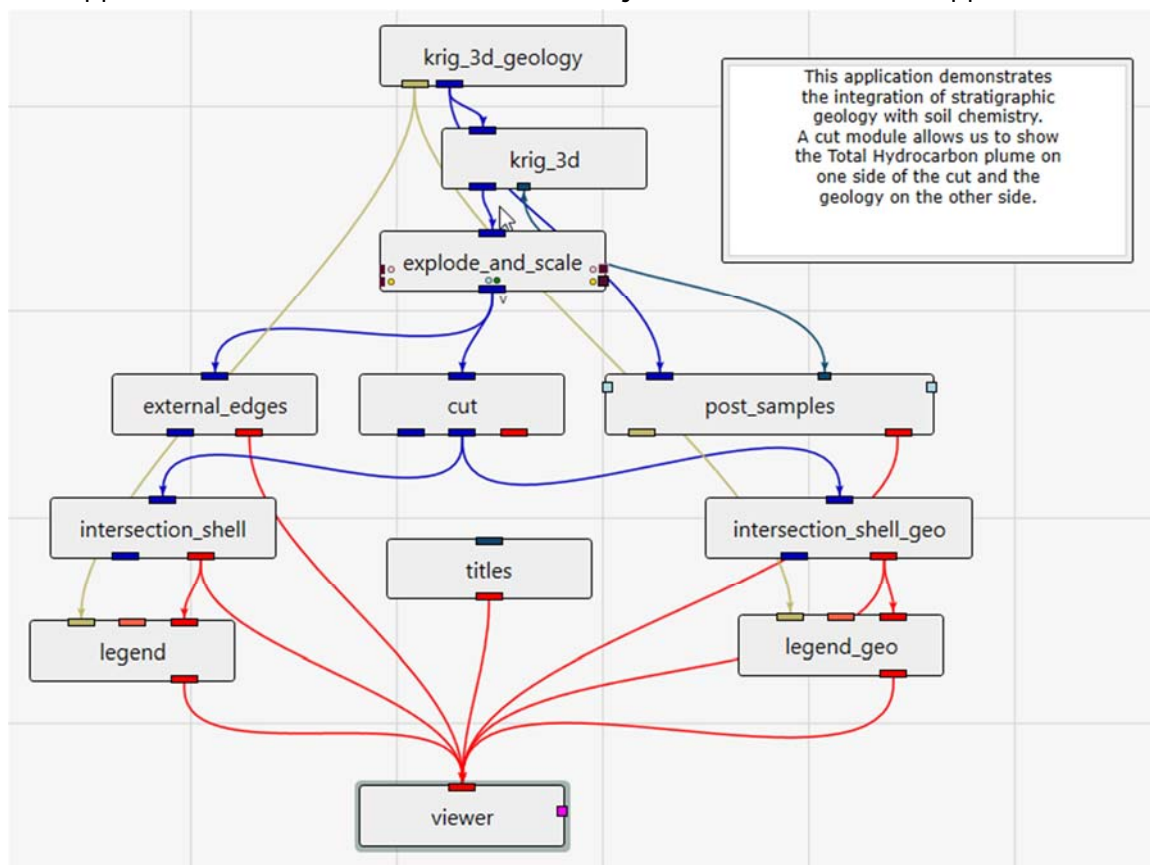 krig_3d_geology
This application demonstrates
the integration of stratigraphic
geology with soil chemistry.
A cut module allows us to show
the Total Hydrocarbon plume on
one side of the cut and the
geology on the other side.
krig_3d
explode_and_scale
v
external_edges
cut
post_samples
intersection_shell
titles
intersection_shell_geo
legend
legend_geo
viewer